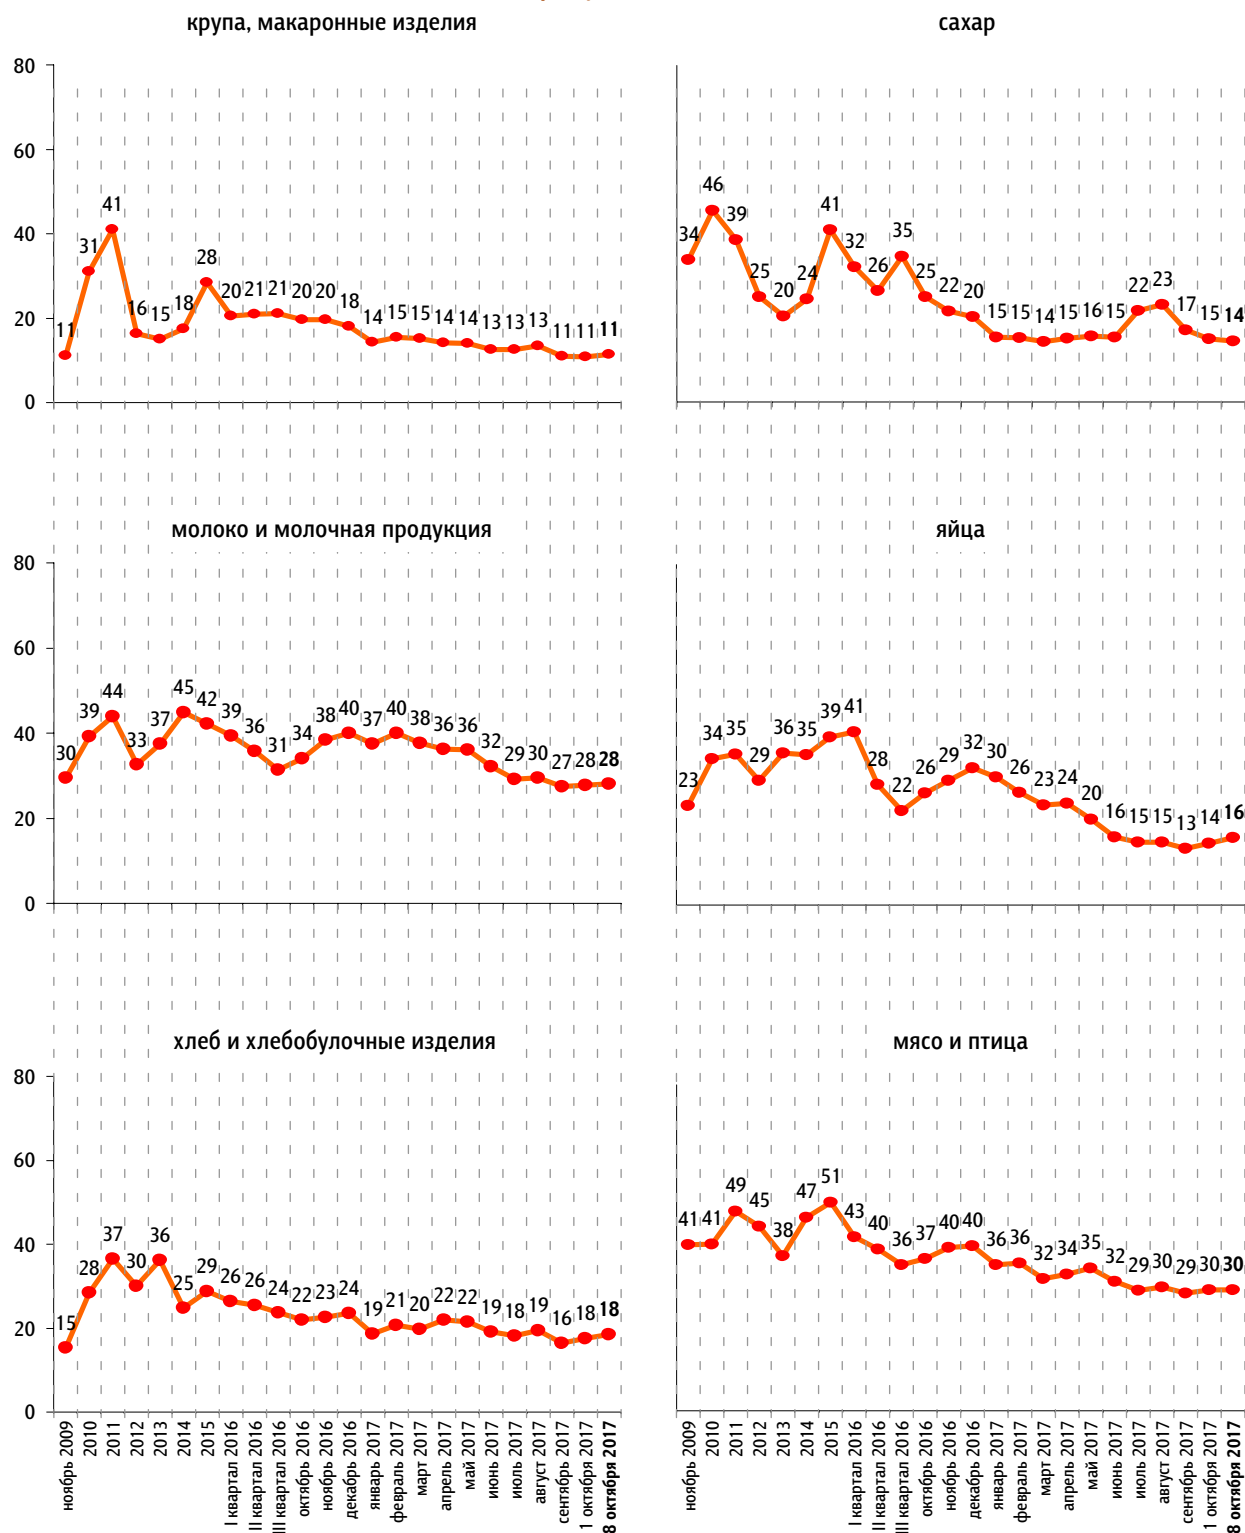 крупа, макаронные изделия
80
60
40
20
0
11 31 41 16 15 18 28 20 21 21 20 20 18 14 15 15 14 14 13 13 13 11 11 11
сахар
34 46 39 25 20 24 41 32 26 35 25 22 20 15 15 14 15 16 15 22 23 17 15 14
молоко и молочная продукция
80
60
40
20
0
30 39 44 33 37 45 42 39 36 31 34 38 40 37 40 38 36 36 32 29 30 27 28 28
яйца
23 34 35 29 36 35 39 41 28 22 26 29 32 30 26 23 24 20 16 15 15 13 14 16
хлеб и хлебобулочные изделия
80
60
40
20
0
15 28 37 30 36 25 29 26 26 24 22 23 24 19 21 20 22 22 19 18 19 16 18 18
мясо и птица
41 41 49 45 38 47 51 43 40 36 37 40 40 36 36 32 34 35 32 29 30 29 30 30
ноябрь 2009
2010
2011
2012
2013
2014
2015
I квартал 2016
II квартал 2016
III квартал 2016
октябрь 2016
ноябрь 2016
декабрь 2016
январь 2017
февраль 2017
март 2017
апрель 2017
май 2017
июнь 2017
июль 2017
август 2017
сентябрь 2017
1 октября 2017
8 октября 2017
ноябрь 2009
2010
2011
2012
2013
2014
2015
I квартал 2016
II квартал 2016
III квартал 2016
октябрь 2016
ноябрь 2016
декабрь 2016
январь 2017
февраль 2017
март 2017
апрель 2017
май 2017
июнь 2017
июль 2017
август 2017
сентябрь 2017
1 октября 2017
8 октября 2017